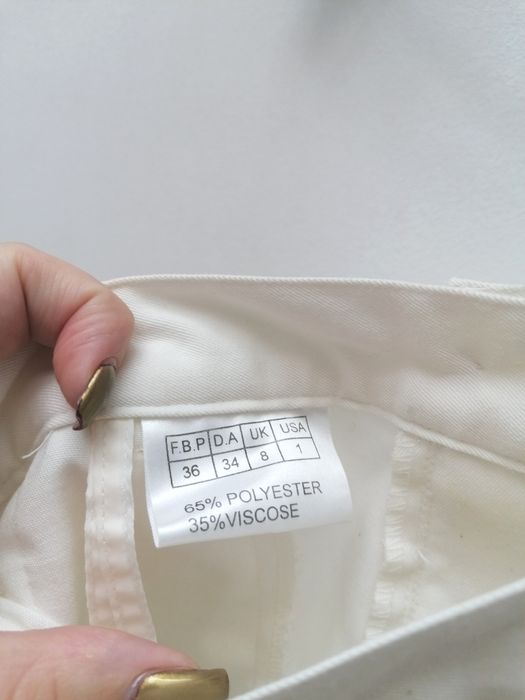 F.B.P D.A UK USA
36 34 8 1
65% POLYESTER
35%VISCOSE